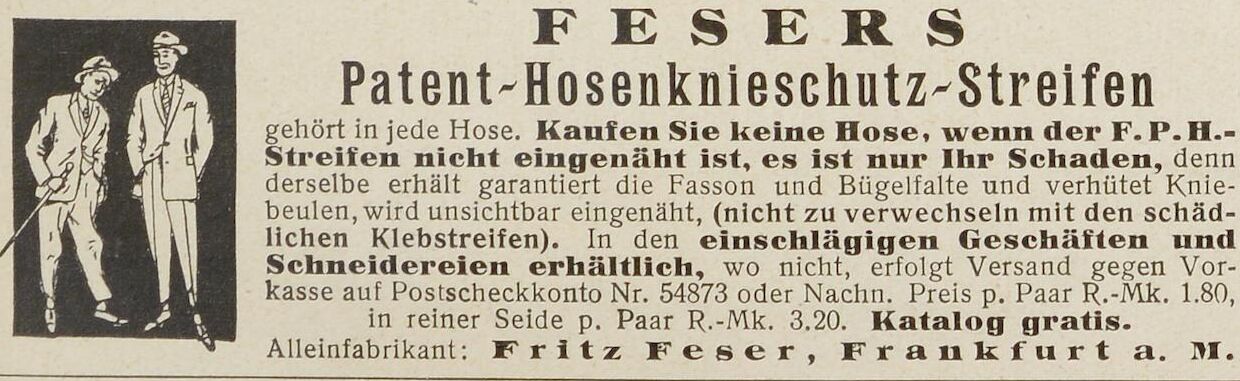 FESERS
Patent-Hosenknieschutz-Streifen
gehört in jede Hose. Kaufen Sie keine Hose, wenn der F. P. H.-
Streifen nicht eingenäht ist, es ist nur Ihr Schaden, denn
derselbe erhält garantiert die Fasson und Bügelfalte und verhütet Knie-
beulen, wird unsichtbar eingenäht, (nicht zu verwechseln mit den schäd-
lichen Klebstreifen). In den einschlägigen Geschäften und
Schneidereien erhältlich, wo nicht, erfolgt Versand gegen Vor-
kasse auf Postscheckkonto Nr. 54873 oder Nachn. Preis p. Paar R.-Mk. 1.80,
in reiner Seide p. Paar R.-Mk. 3.20. Katalog gratis.
Alleinfabrikant: Fritz Feser, Frankfurt a. M.